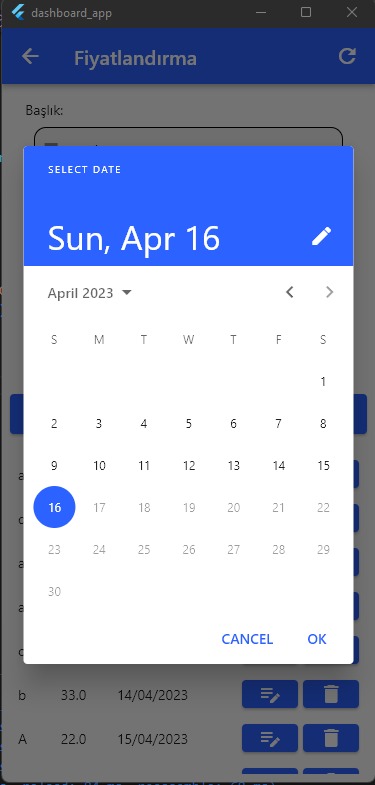 dashboard_app
Fiyatlandırma
Başlık:
SELECT DATE
Sun, Apr 16
April 2023
S M T W T F S
1
2 3 4 5 6 7 8
9 10 11 12 13 14 15
16 17 18 19 20 21 22
23 24 25 26 27 28 29
30
CANCEL OK
b 33.0 14/04/2023
A 22.0 15/04/2023